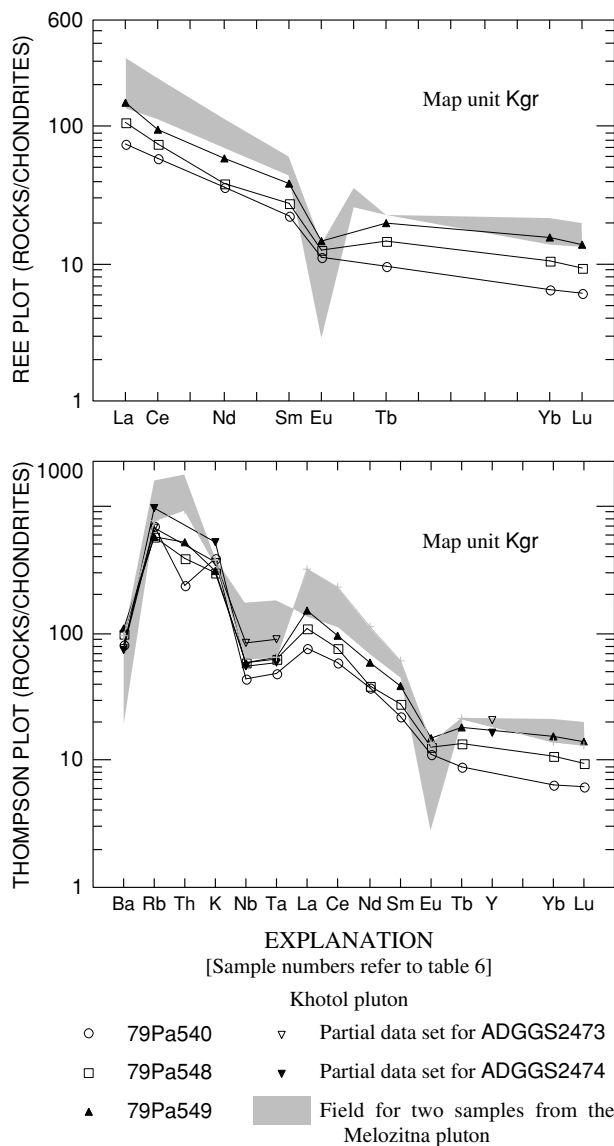 REE PLOT (ROCKS/CHONDRITES)
600
100
10
1
Map unit Kgr
La Ce Nd Sm Eu Tb Yb Lu
THOMPSON PLOT (ROCKS/CHONDRITES)
1000
100
10
1
Map unit Kgr
Ba Rb Th K Nb Ta La Ce Nd Sm Eu Tb Y Yb Lu
EXPLANATION
[Sample numbers refer to table 6]
Khotol pluton
79Pa540
79Pa548
79Pa549
Partial data set for ADGGS2473
Partial data set for ADGGS2474
Field for two samples from the
Melozitna pluton